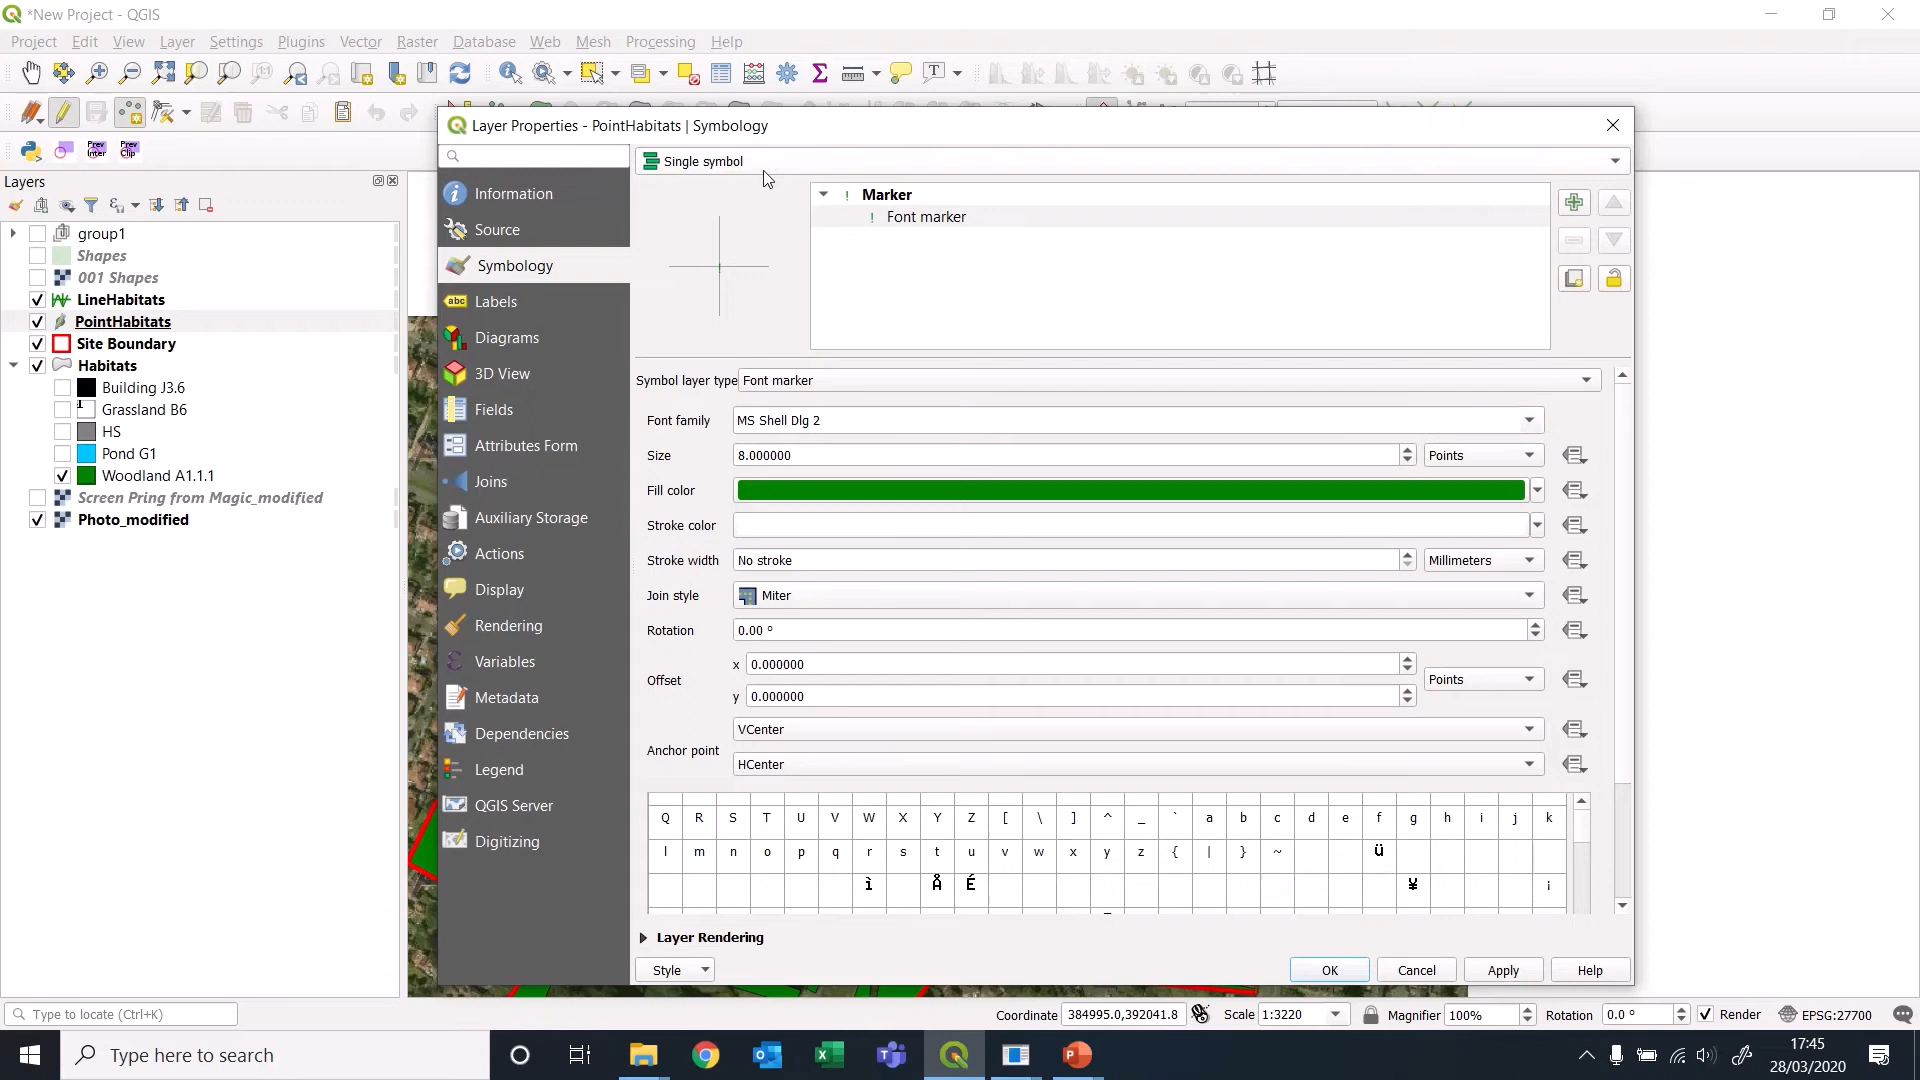 *New Project - QGIS
Project Edit View Layer Settings Plugins Vector Raster Database Web Mesh Processing Help
Layers
group1
Shapes
001 Shapes
LineHabitats
PointHabitats
Site Boundary
Habitats
Building J3.6
Grassland B6
HS
Pond G1
Woodland A1.1.1
Screen Pring from Magic_modified
Photo_modified
Layer Properties - PointHabitats | Symbology
Information
Source
Symbology
Labels
Diagrams
3D View
Fields
Attributes Form
Joins
Auxiliary Storage
Actions
Display
Rendering
Variables
Metadata
Dependencies
Legend
QGIS Server
Digitizing
Single symbol
! Marker
! Font marker
Symbol layer type Font marker
Font family MS Shell Dlg 2
Size 8.000000 Points
Fill color
Stroke color
Stroke width No stroke Millimeters
Join style Miter
Rotation 0.00 °
Offset x 0.000000 Points
y 0.000000
Anchor point VCenter
HCenter
Q R S T U V W X Y Z [ \ ] ^ _ ` a b c d e f g h i j k
l m n o p q r s t u v w x y z { | } ~ ü
ì Å É ¥ ¡
Layer Rendering
Style OK Cancel Apply Help
Type to locate (Ctrl+K) Coordinate 384995.0,392041.8 Scale 1:3220 Magnifier 100% Rotation 0.0 ° Render EPSG:27700
Type here to search 17:45
28/03/2020